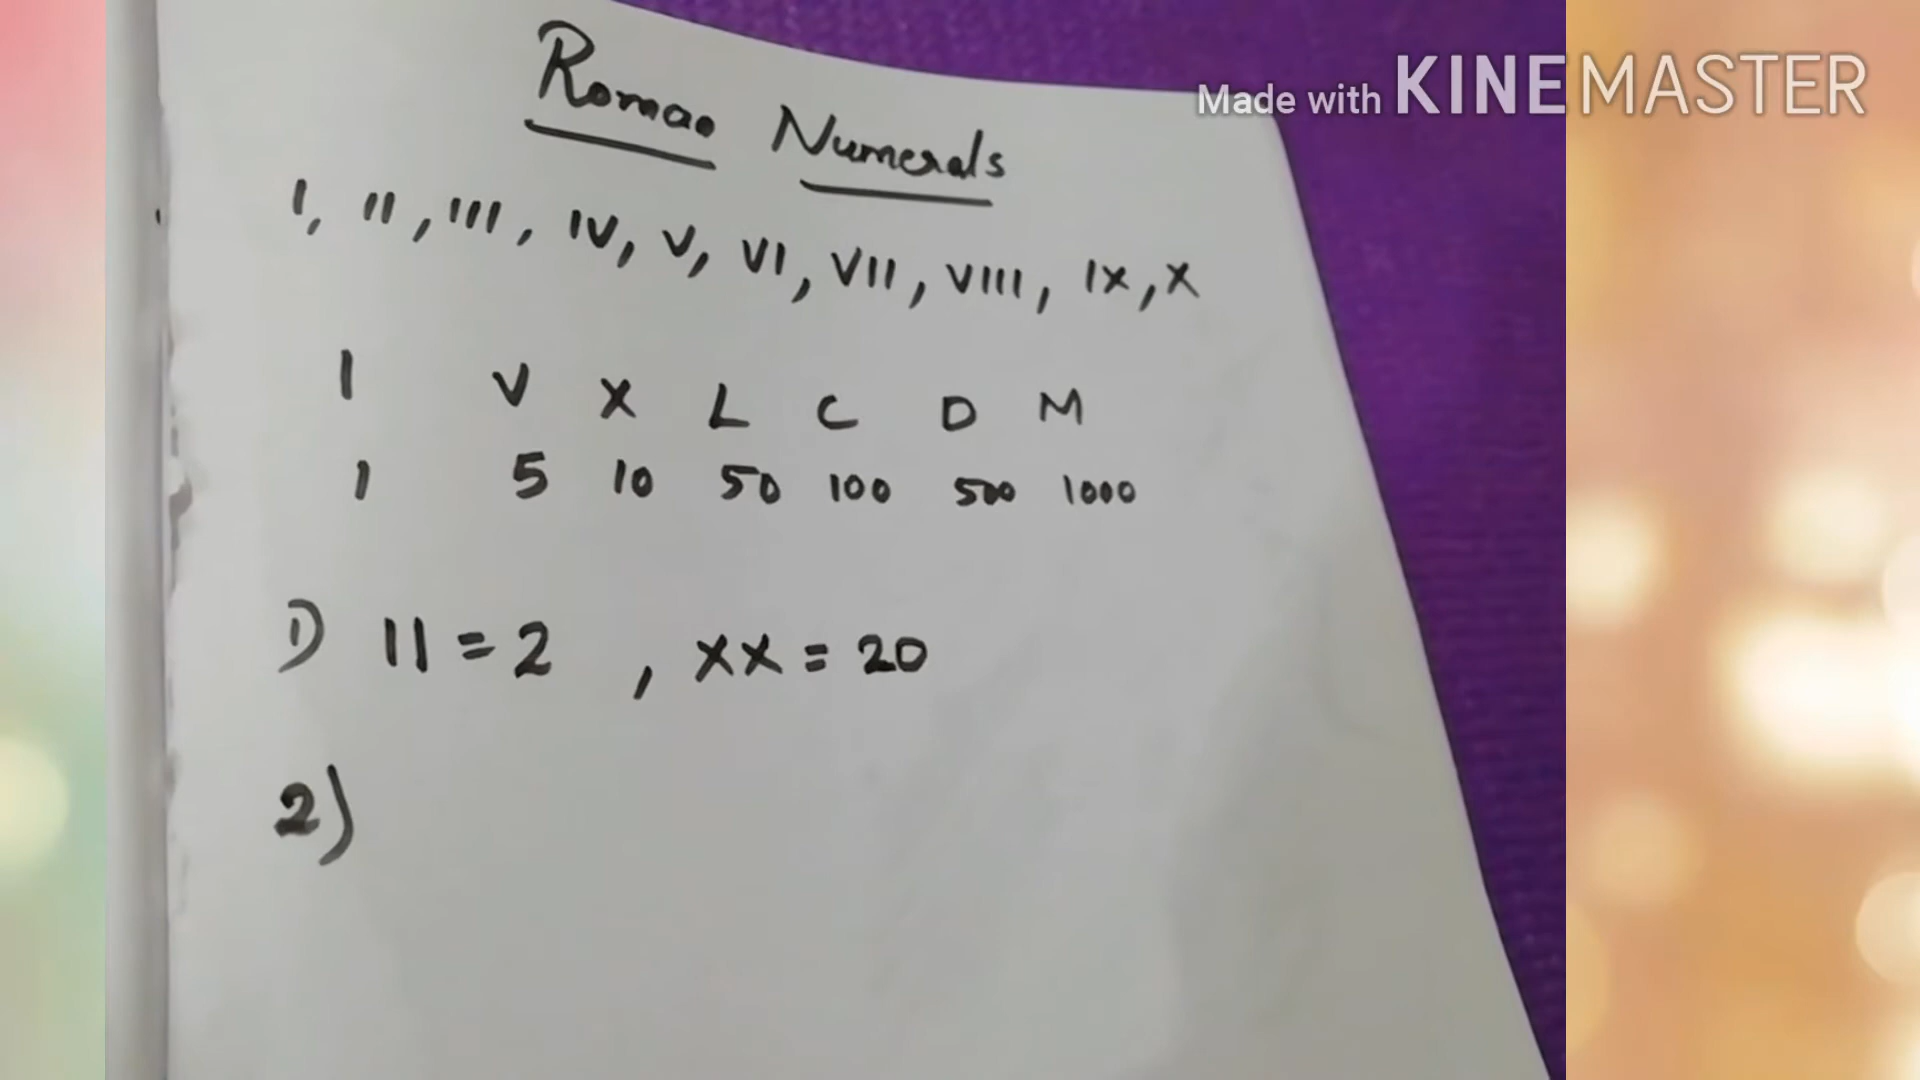 Made with KINEMASTER
Roman Numerals
I, II, III, IV, V, VI, VII, VIII, IX, X
I V X L C D M
1 5 10 50 100 500 1000
1) II = 2 , XX = 20
2)